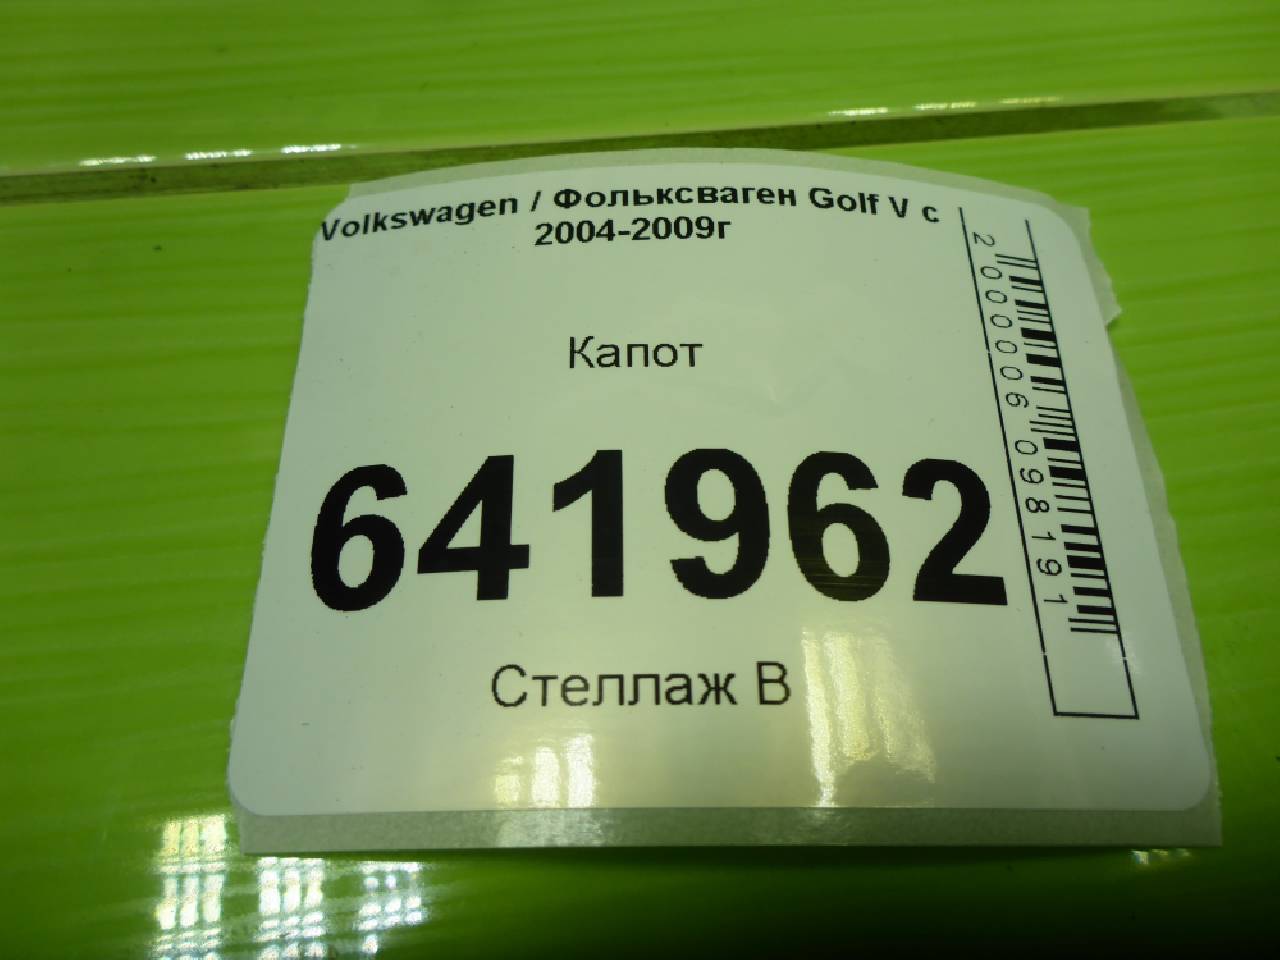 Volkswagen / Фольксваген Golf V с
2004-2009г
Капот
641962
Стеллаж В
2000006098191